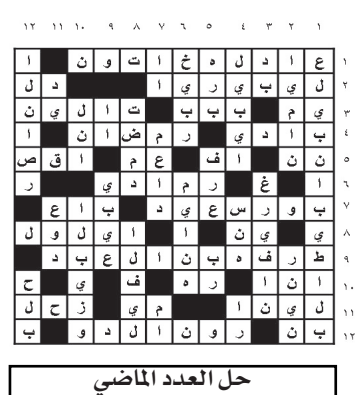 ١ ٢ ٣ ٤ ٥ ٦ ٧ ٨ ٩ ١٠ ١١ ١٢
١ ع ا د ل ه خ ا ت و ن ا
٢ ل ي ب ي ر ي ا د ل
٣ ي م ب ب ب ت ا ل ي ن
٤ ب ا د ي ر م ض ا ن ا
٥ ن ن ا ف ع م ا ق ص
٦ ا غ ر م ا د ي ر
٧ ب و ر س ع ي د ب ا ع
٨ ي ي ن ا ا ي ل و ل
٩ ط ر ف ه ب ن ا ل ع ب د
١٠ ا ن ا ر ه ف ي ح
١١ ل ي ن ا م ي ز ح ل
١٢ ب ن ر و ن ا ل د و ب
حل العدد الماضي